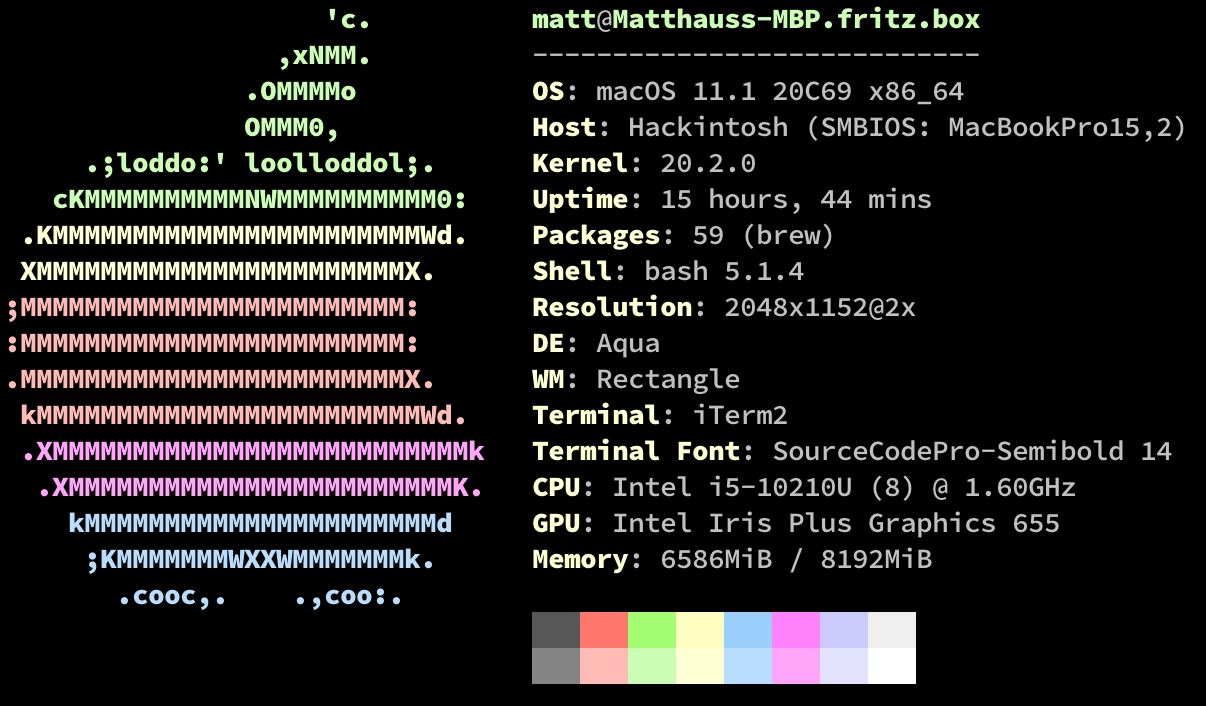 'c.          matt@Matthauss-MBP.fritz.box
                 ,xNMM.          ----------------------------
               .OMMMMo           OS: macOS 11.1 20C69 x86_64
               OMMM0,            Host: Hackintosh (SMBIOS: MacBookPro15,2)
     .;loddo:' loolloddol;.      Kernel: 20.2.0
   cKMMMMMMMMMMNWMMMMMMMMMM0:    Uptime: 15 hours, 44 mins
 .KMMMMMMMMMMMMMMMMMMMMMMMWd.    Packages: 59 (brew)
 XMMMMMMMMMMMMMMMMMMMMMMMX.      Shell: bash 5.1.4
;MMMMMMMMMMMMMMMMMMMMMMMM:       Resolution: 2048x1152@2x
:MMMMMMMMMMMMMMMMMMMMMMMM:       DE: Aqua
.MMMMMMMMMMMMMMMMMMMMMMMMX.      WM: Rectangle
 kMMMMMMMMMMMMMMMMMMMMMMMMWd.    Terminal: iTerm2
 .XMMMMMMMMMMMMMMMMMMMMMMMMMMk   Terminal Font: SourceCodePro-Semibold 14
  .XMMMMMMMMMMMMMMMMMMMMMMMMK.   CPU: Intel i5-10210U (8) @ 1.60GHz
    kMMMMMMMMMMMMMMMMMMMMMMd     GPU: Intel Iris Plus Graphics 655
     ;KMMMMMMMWXXWMMMMMMMk.      Memory: 6586MiB / 8192MiB
       .cooc,.    .,coo:.